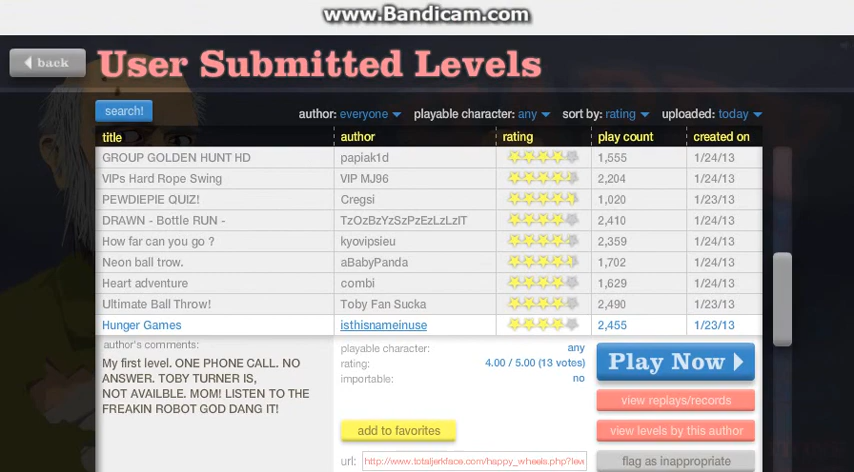 www.Bandicam.com
back
User Submitted Levels
search!
author: everyone playable character: any sort by: rating uploaded: today
title author rating play count created on
GROUP GOLDEN HUNT HD papiak1d 1,555 1/24/13
VIPs Hard Rope Swing VIP MJ96 2,204 1/24/13
PEWDIEPIE QUIZ! Cregsi 1,020 1/24/13
DRAWN - Bottle RUN - TzOzBzYzSzPzEzLzLzIT 2,410 1/24/13
How far can you go ? kyovipsieu 2,359 1/24/13
Neon ball trow. aBabyPanda 1,702 1/24/13
Heart adventure combi 1,629 1/24/13
Ultimate Ball Throw! Toby Fan Sucka 2,490 1/23/13
Hunger Games isthisnameinuse 2,455 1/23/13
author's comments:
My first level. ONE PHONE CALL. NO
ANSWER. TOBY TURNER IS,
NOT AVAILBLE. MOM! LISTEN TO THE
FREAKIN ROBOT GOD DANG IT!
playable character: any
rating: 4.00 / 5.00 (13 votes)
importable: no
add to favorites
url: http://www.totaljerkface.com/happy_wheels.php?leve
Play Now
view replays/records
view levels by this author
flag as inappropriate